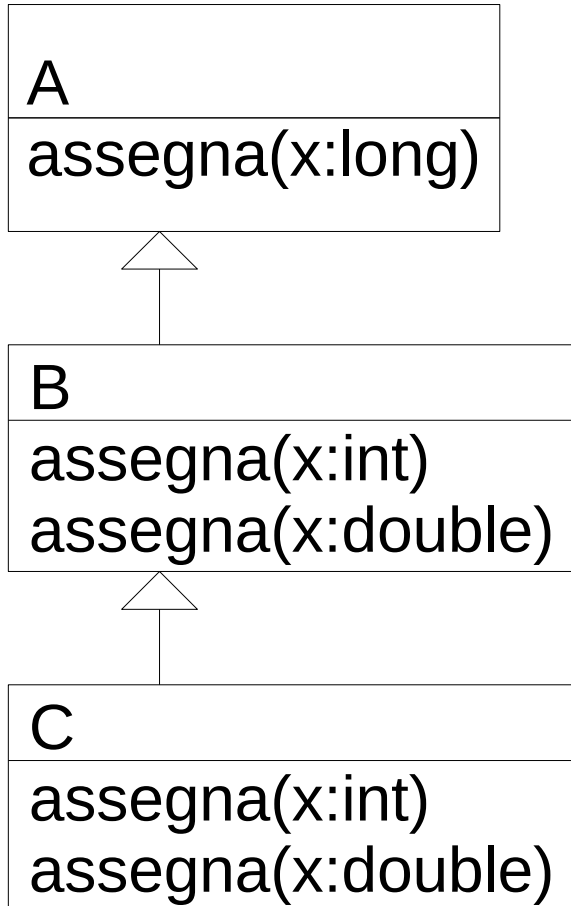 A
assegna(x:long)
B
assegna(x:int)
assegna(x:double)
C
assegna(x:int)
assegna(x:double)